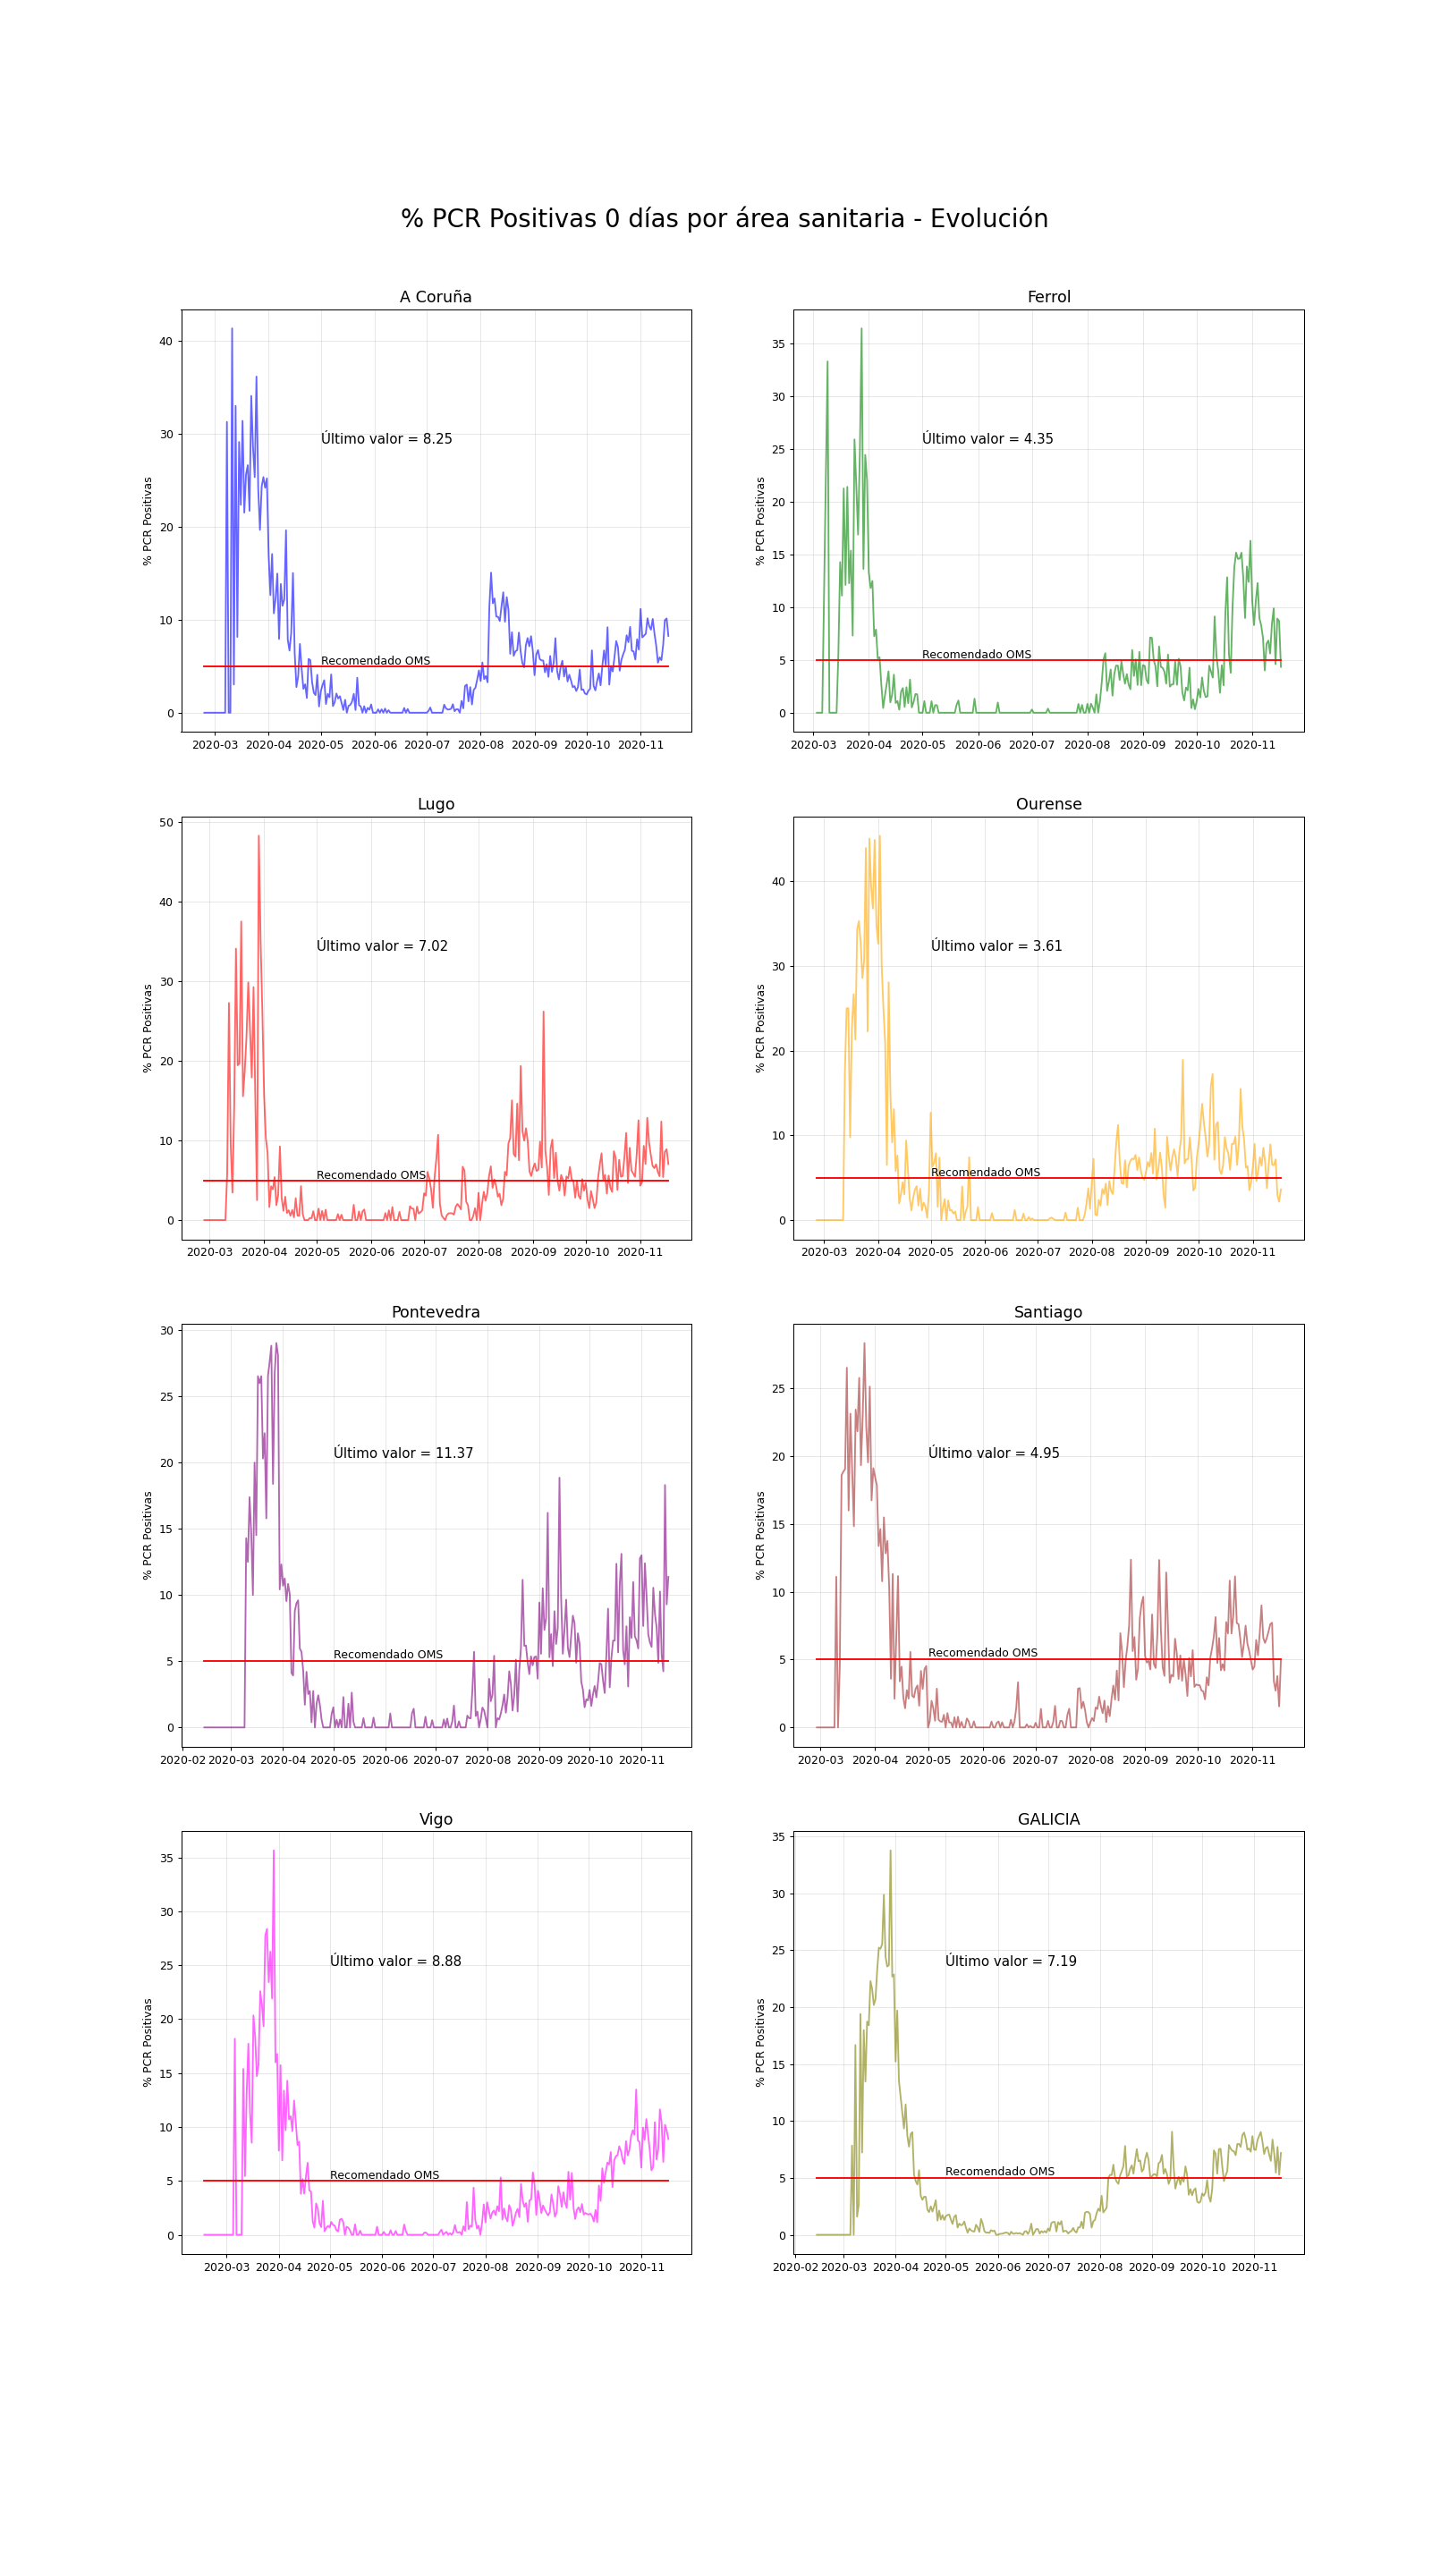 % PCR Positivas 0 días por área sanitaria - Evolución
A Coruña
% PCR Positivas
40
30
20
10
0
Último valor = 8.25
Recomendado OMS
2020-03 2020-04 2020-05 2020-06 2020-07 2020-08 2020-09 2020-10 2020-11
Ferrol
% PCR Positivas
35
30
25
20
15
10
5
0
Último valor = 4.35
Recomendado OMS
2020-03 2020-04 2020-05 2020-06 2020-07 2020-08 2020-09 2020-10 2020-11
Lugo
% PCR Positivas
50
40
30
20
10
0
Último valor = 7.02
Recomendado OMS
2020-03 2020-04 2020-05 2020-06 2020-07 2020-08 2020-09 2020-10 2020-11
Ourense
% PCR Positivas
40
30
20
10
0
Último valor = 3.61
Recomendado OMS
2020-03 2020-04 2020-05 2020-06 2020-07 2020-08 2020-09 2020-10 2020-11
Pontevedra
% PCR Positivas
30
25
20
15
10
5
0
Último valor = 11.37
Recomendado OMS
2020-02 2020-03 2020-04 2020-05 2020-06 2020-07 2020-08 2020-09 2020-10 2020-11
Santiago
% PCR Positivas
25
20
15
10
5
0
Último valor = 4.95
Recomendado OMS
2020-03 2020-04 2020-05 2020-06 2020-07 2020-08 2020-09 2020-10 2020-11
Vigo
% PCR Positivas
35
30
25
20
15
10
5
0
Último valor = 8.88
Recomendado OMS
2020-03 2020-04 2020-05 2020-06 2020-07 2020-08 2020-09 2020-10 2020-11
GALICIA
% PCR Positivas
35
30
25
20
15
10
5
0
Último valor = 7.19
Recomendado OMS
2020-02 2020-03 2020-04 2020-05 2020-06 2020-07 2020-08 2020-09 2020-10 2020-11